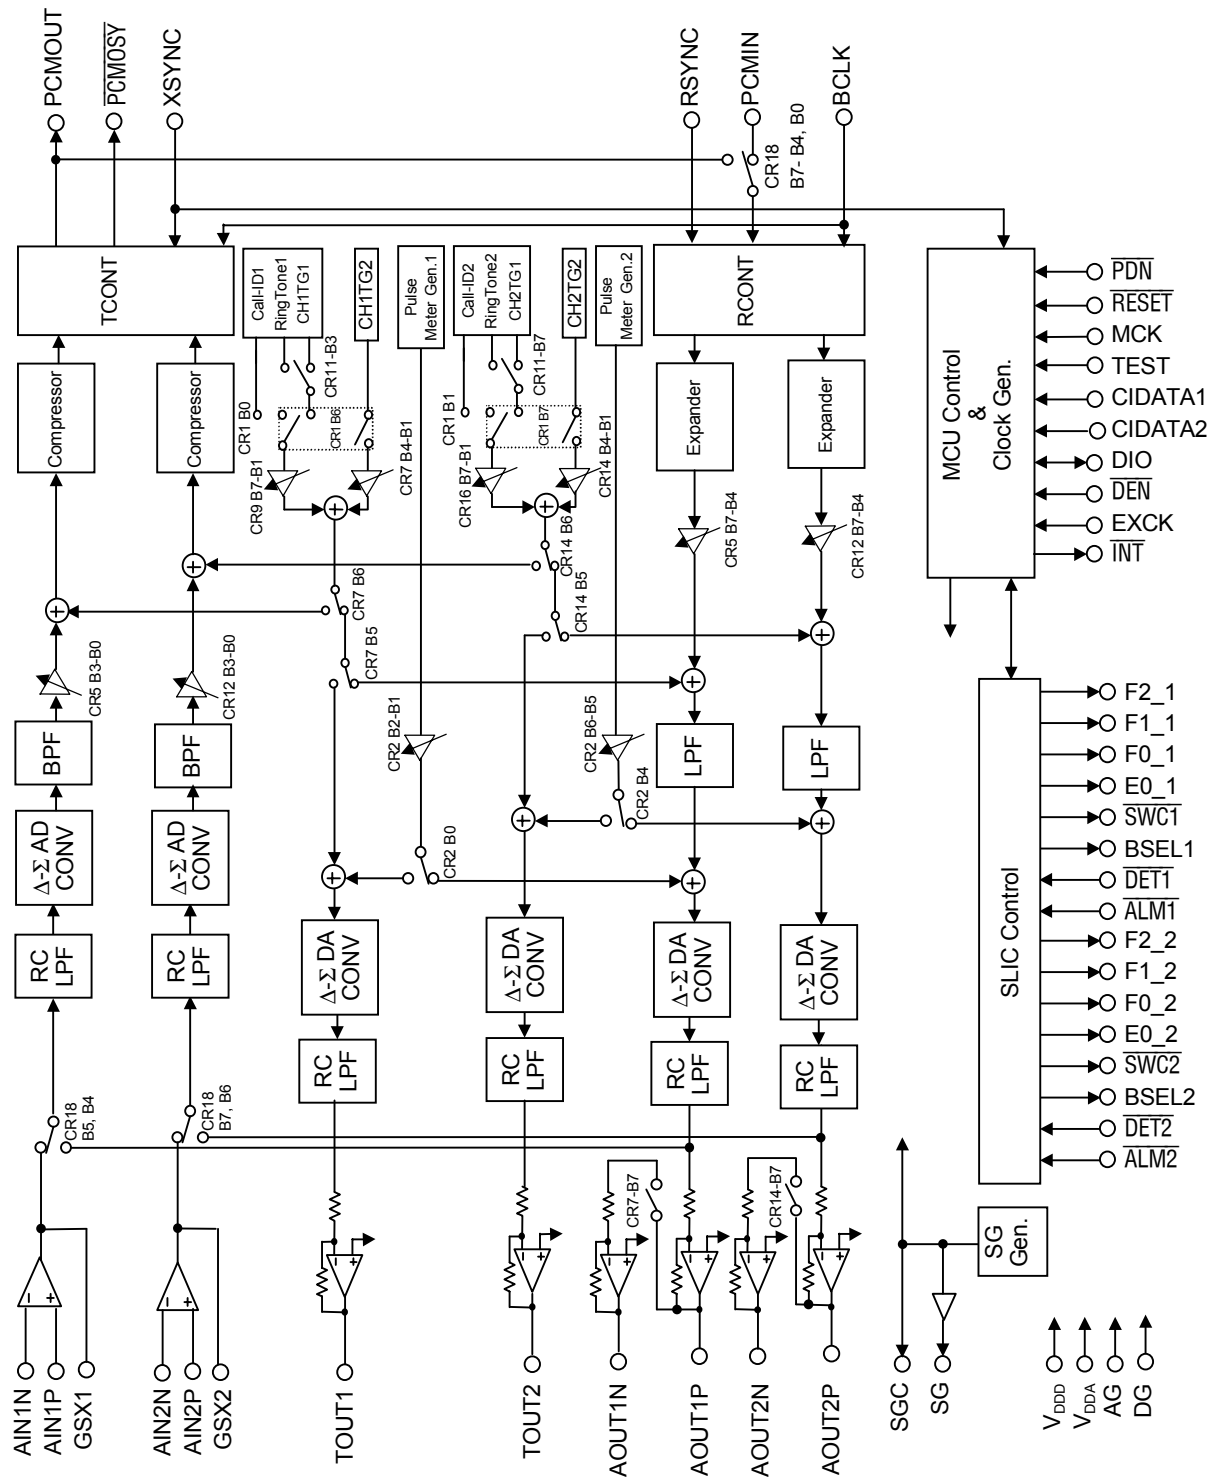 PCMOUT
PCMOSY
XSYNC
RSYNC
PCMIN
BCLK
CR18
B7- B4, B0
TCONT
Call-ID1
RingTone1
CH1TG1
CH1TG2
Pulse
Meter Gen.1
Call-ID2
RingTone2
CH2TG1
CH2TG2
Pulse
Meter Gen.2
RCONT
Compressor
Compressor
CR1 B0
CR11-B3
CR1 B6
CR9 B7-B1
CR7 B4-B1
CR1 B1
CR11-B7
CR1 B7
CR16 B7-B1
CR14 B4-B1
Expander
Expander
CR5 B7-B4
CR12 B7-B4
CR7 B6
CR7 B5
CR14 B6
CR14 B5
CR5 B3-B0
CR12 B3-B0
BPF
BPF
CR2 B2-B1
CR2 B6-B5
CR2 B4
CR2 B0
LPF
LPF
Δ-Σ AD
CONV
Δ-Σ AD
CONV
RC
LPF
RC
LPF
Δ-Σ DA
CONV
Δ-Σ DA
CONV
Δ-Σ DA
CONV
Δ-Σ DA
CONV
RC
LPF
RC
LPF
RC
LPF
RC
LPF
CR18
B5, B4
CR18
B7, B6
CR7-B7
CR14-B7
AIN1N
AIN1P
GSX1
AIN2N
AIN2P
GSX2
TOUT1
TOUT2
AOUT1N
AOUT1P
AOUT2N
AOUT2P
MCU Control
&
Clock Gen.
PDN
RESET
MCK
TEST
CIDATA1
CIDATA2
DIO
DEN
EXCK
INT
SLIC Control
F2_1
F1_1
F0_1
E0_1
SWC1
BSEL1
DET1
ALM1
F2_2
F1_2
F0_2
E0_2
SWC2
BSEL2
DET2
ALM2
SG
Gen.
SGC
SG
VDDD
VDDA
AG
DG